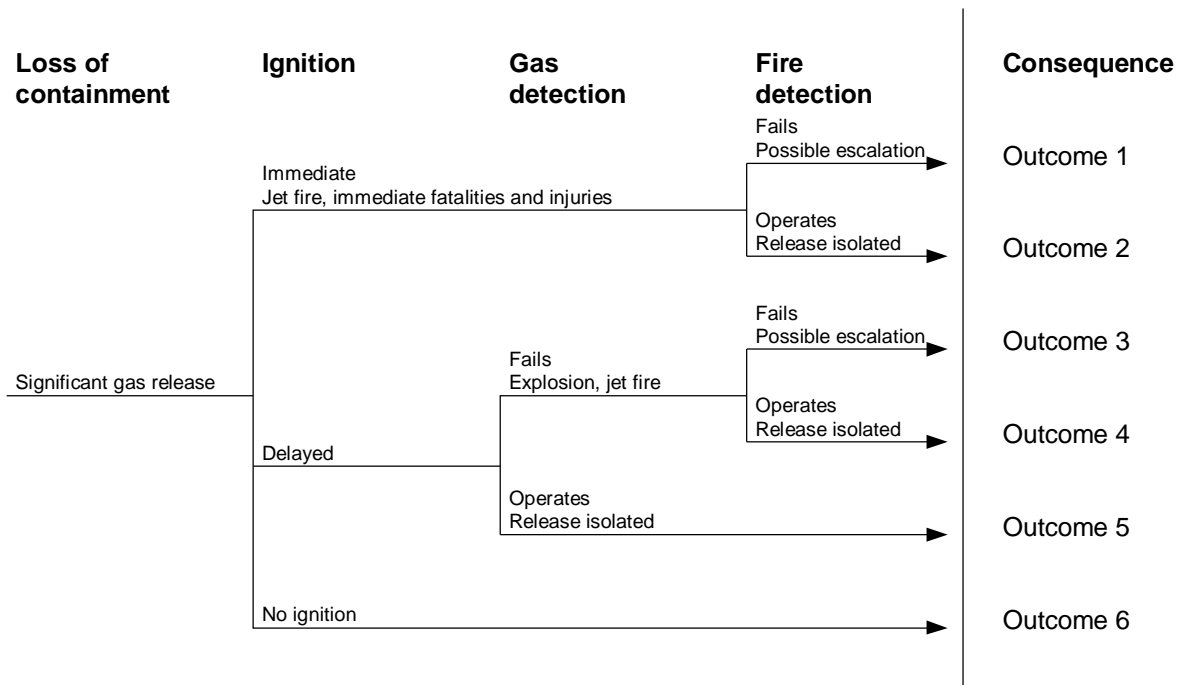 Loss of
containment
Ignition
Gas
detection
Fire
detection
Consequence
Fails
Possible escalation
Outcome 1
Immediate
Jet fire, immediate fatalities and injuries
Operates
Release isolated
Outcome 2
Fails
Possible escalation
Outcome 3
Fails
Explosion, jet fire
Significant gas release
Operates
Release isolated
Outcome 4
Delayed
Operates
Release isolated
Outcome 5
No ignition
Outcome 6